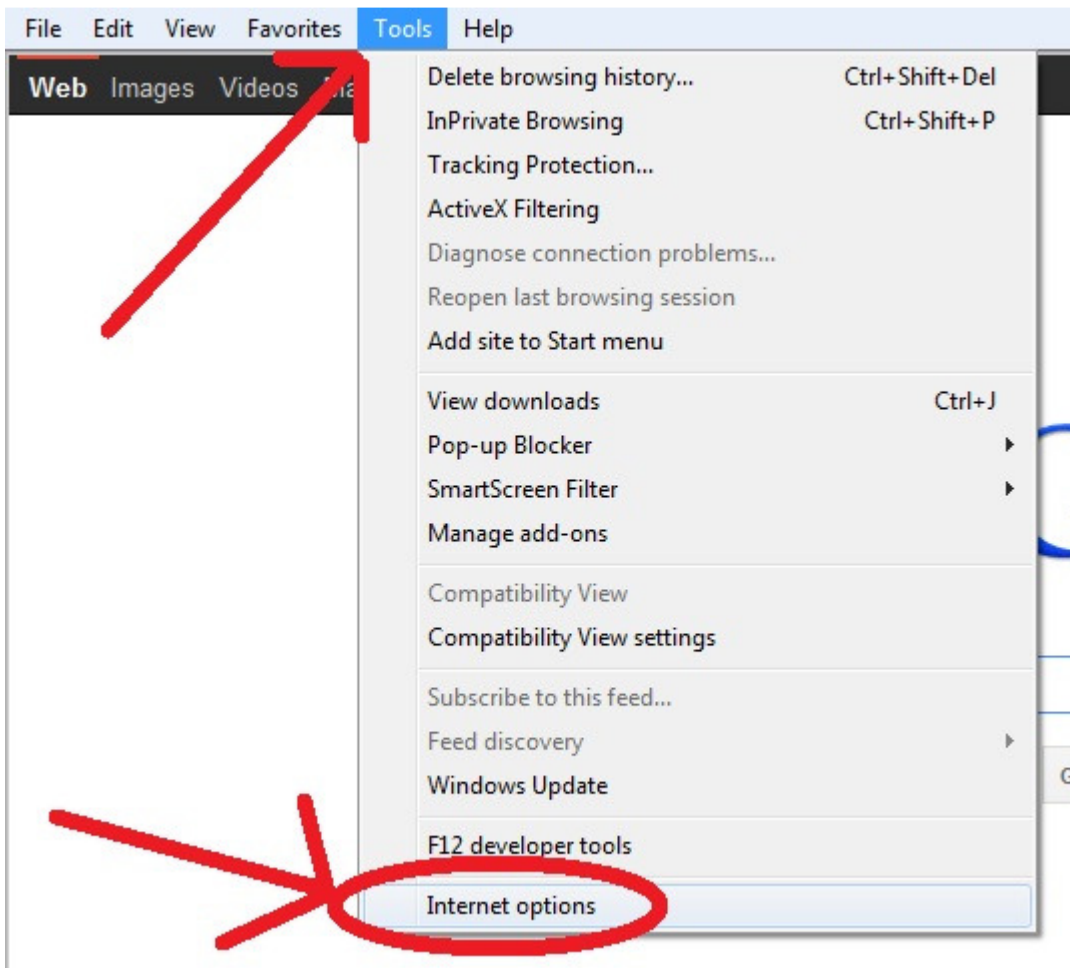 File Edit View Favorites Tools Help
Web Images Videos
Delete browsing history... Ctrl+Shift+Del
InPrivate Browsing Ctrl+Shift+P
Tracking Protection...
ActiveX Filtering
Diagnose connection problems...
Reopen last browsing session
Add site to Start menu
View downloads Ctrl+J
Pop-up Blocker
SmartScreen Filter
Manage add-ons
Compatibility View
Compatibility View settings
Subscribe to this feed...
Feed discovery
Windows Update
F12 developer tools
Internet options